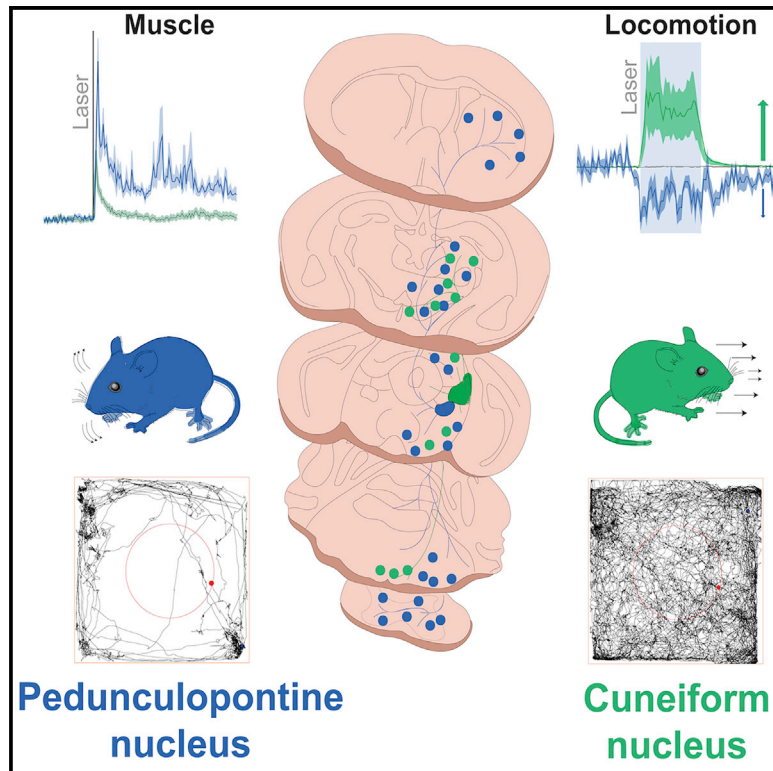 Muscle
Locomotion
Laser
Laser
Pedunculopontine
nucleus
Cuneiform
nucleus